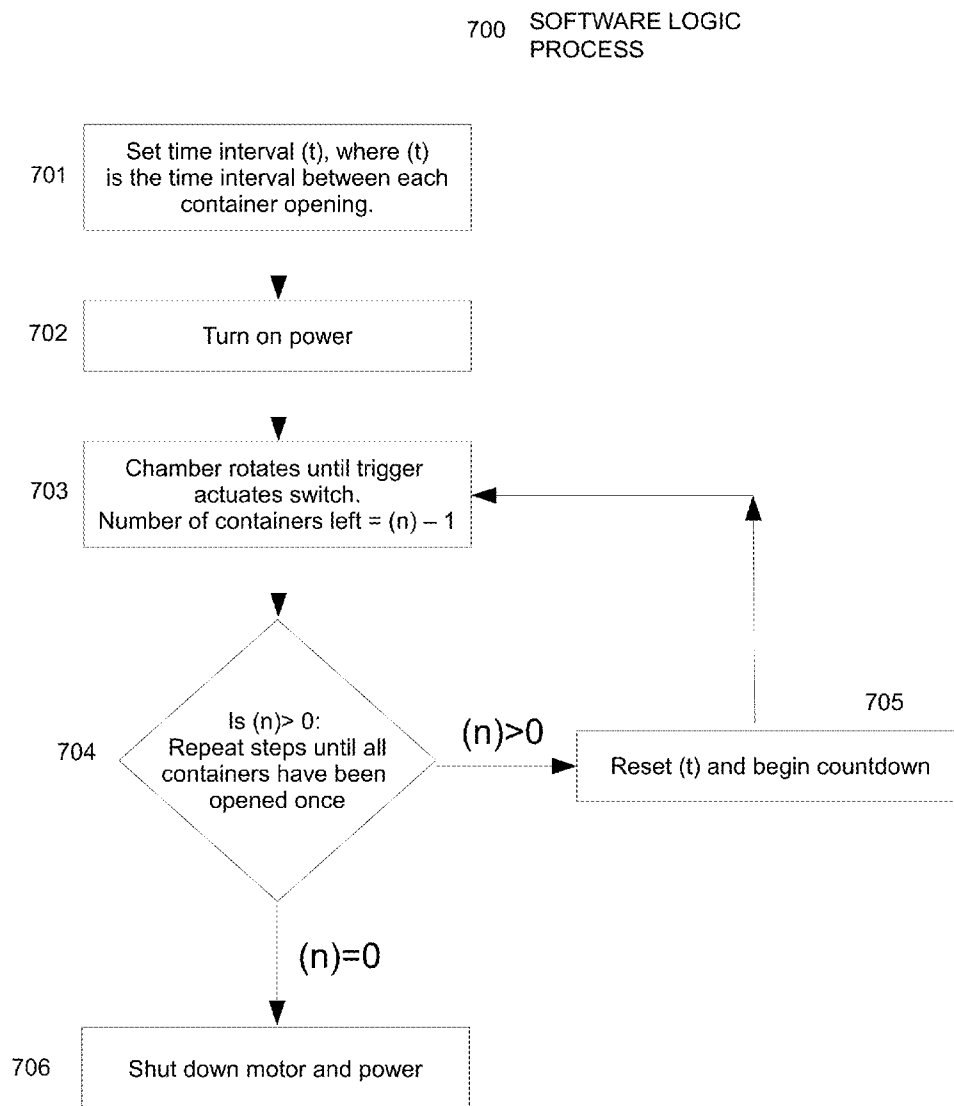 700 SOFTWARE LOGIC
PROCESS
701
Set time interval (t), where (t)
is the time interval between each
container opening.
702
Turn on power
703
Chamber rotates until trigger
actuates switch.
Number of containers left = (n) – 1
704
Is (n)> 0:
Repeat steps until all
containers have been
opened once
(n)>0
705
Reset (t) and begin countdown
(n)=0
706
Shut down motor and power